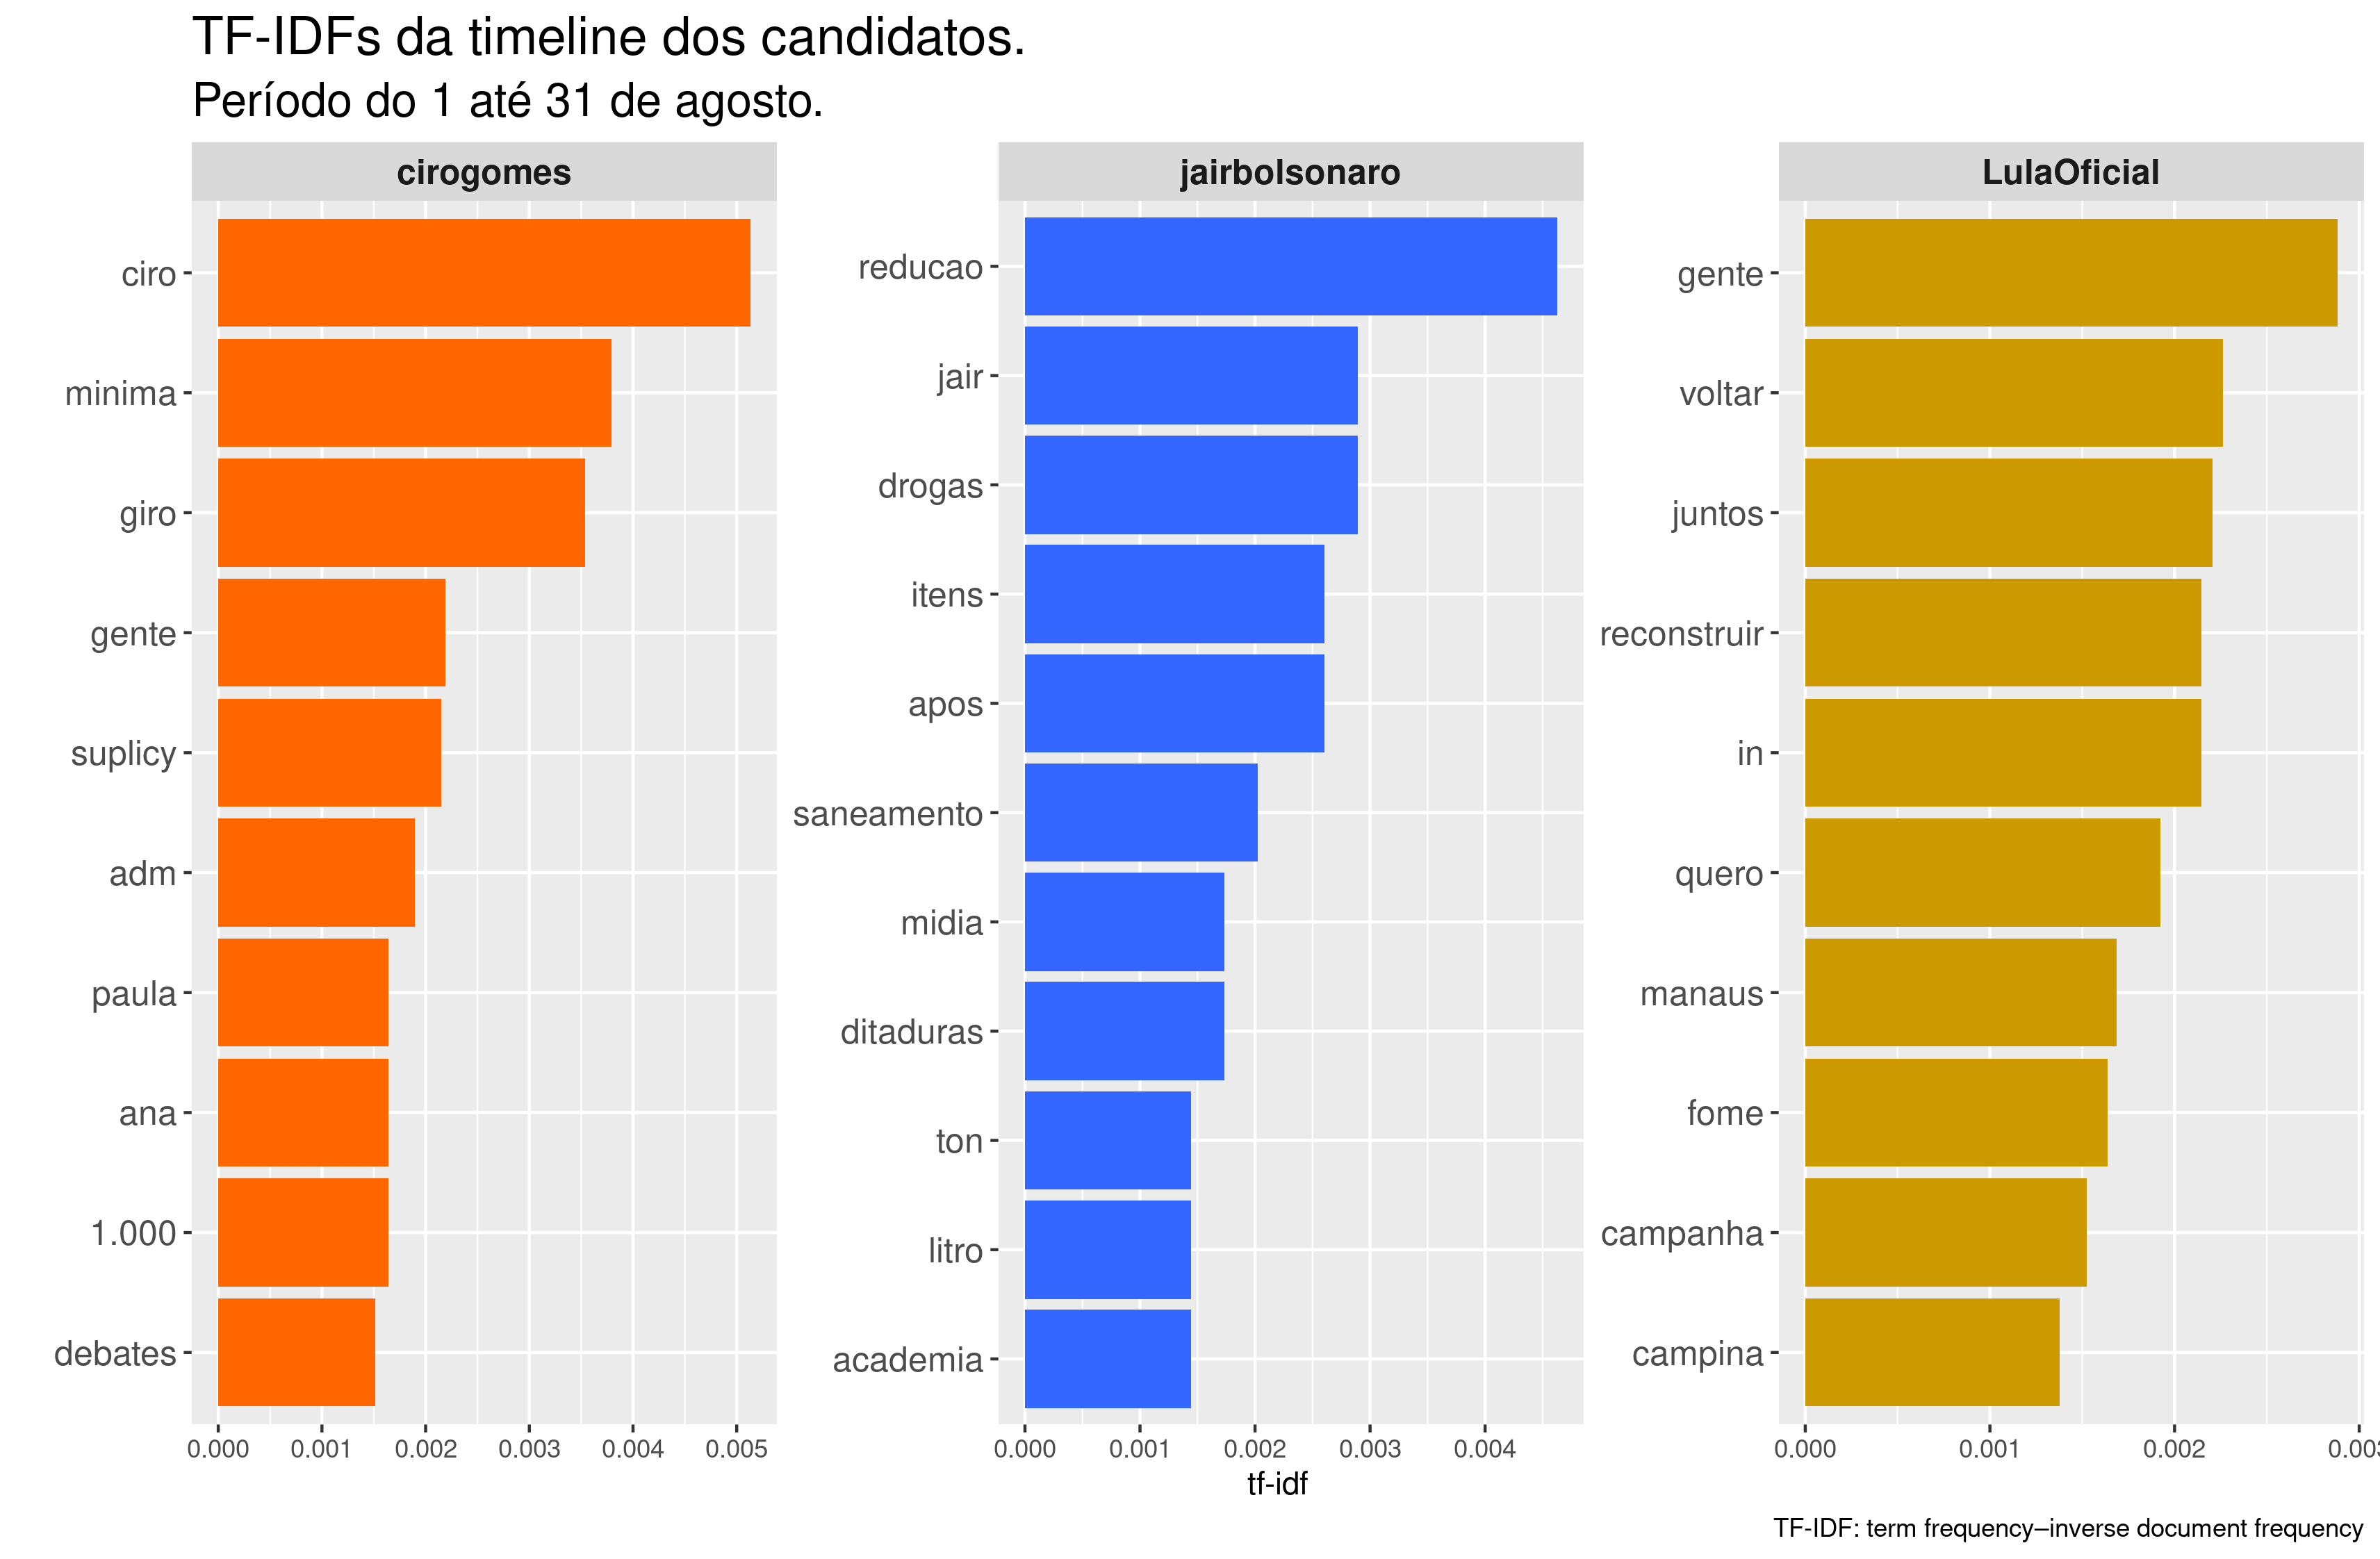 TF-IDFs da timeline dos candidatos.
Período do 1 até 31 de agosto.
cirogomes
ciro
minima
giro
gente
suplicy
adm
paula
ana
1.000
debates
0.000 0.001 0.002 0.003 0.004 0.005
jairbolsonaro
reducao
jair
drogas
itens
apos
saneamento
midia
ditaduras
ton
litro
academia
0.000 0.001 0.002 0.003 0.004
LulaOficial
gente
voltar
juntos
reconstruir
in
quero
manaus
fome
campanha
campina
0.000 0.001 0.002
tf-idf
TF-IDF: term frequency–inverse document frequency